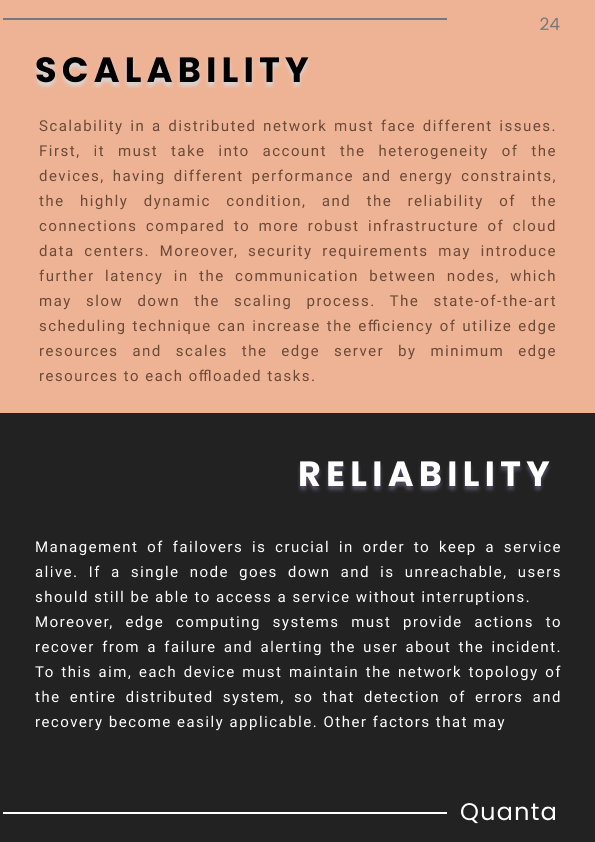 24
SCALABILITY
Scalability in a distributed network must face different issues.
First, it must take into account the heterogeneity of the
devices, having different performance and energy constraints,
the highly dynamic condition, and the reliability of the
connections compared to more robust infrastructure of cloud
data centers. Moreover, security requirements may introduce
further latency in the communication between nodes, which
may slow down the scaling process. The state-of-the-art
scheduling technique can increase the efficiency of utilize edge
resources and scales the edge server by minimum edge
resources to each offloaded tasks.
RELIABILITY
Management of failovers is crucial in order to keep a service
alive. If a single node goes down and is unreachable, users
should still be able to access a service without interruptions.
Moreover, edge computing systems must provide actions to
recover from a failure and alerting the user about the incident.
To this aim, each device must maintain the network topology of
the entire distributed system, so that detection of errors and
recovery become easily applicable. Other factors that may
Quanta